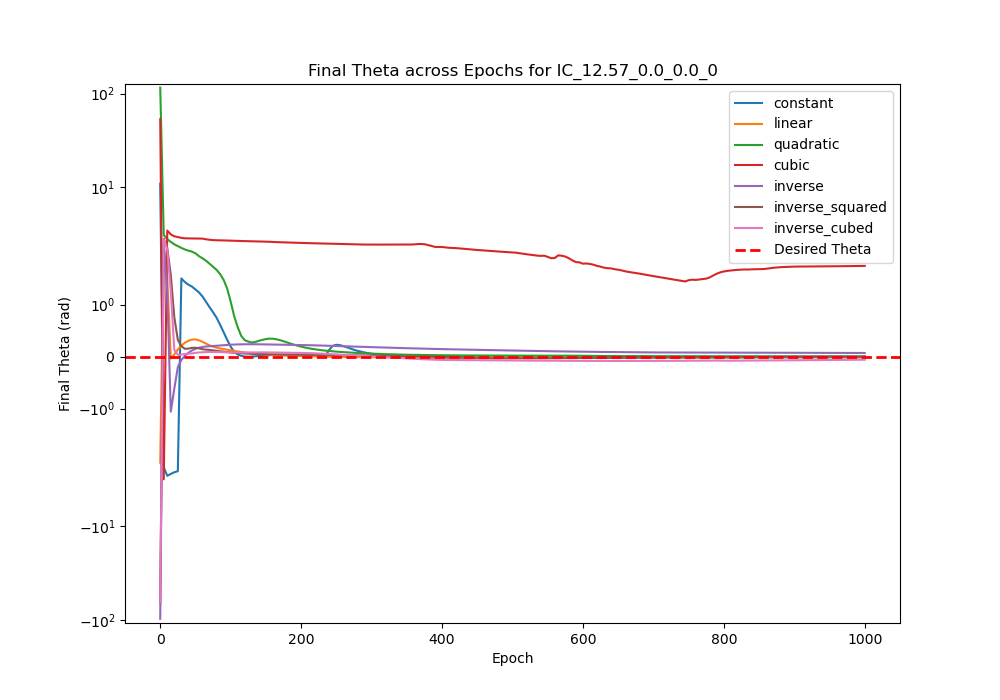 Final Theta across Epochs for IC_12.57_0.0_0.0_0
10²
10¹
10⁰
0
−10⁰
−10¹
−10²
Final Theta (rad)
constant
linear
quadratic
cubic
inverse
inverse_squared
inverse_cubed
Desired Theta
0
200
400
600
800
1000
Epoch